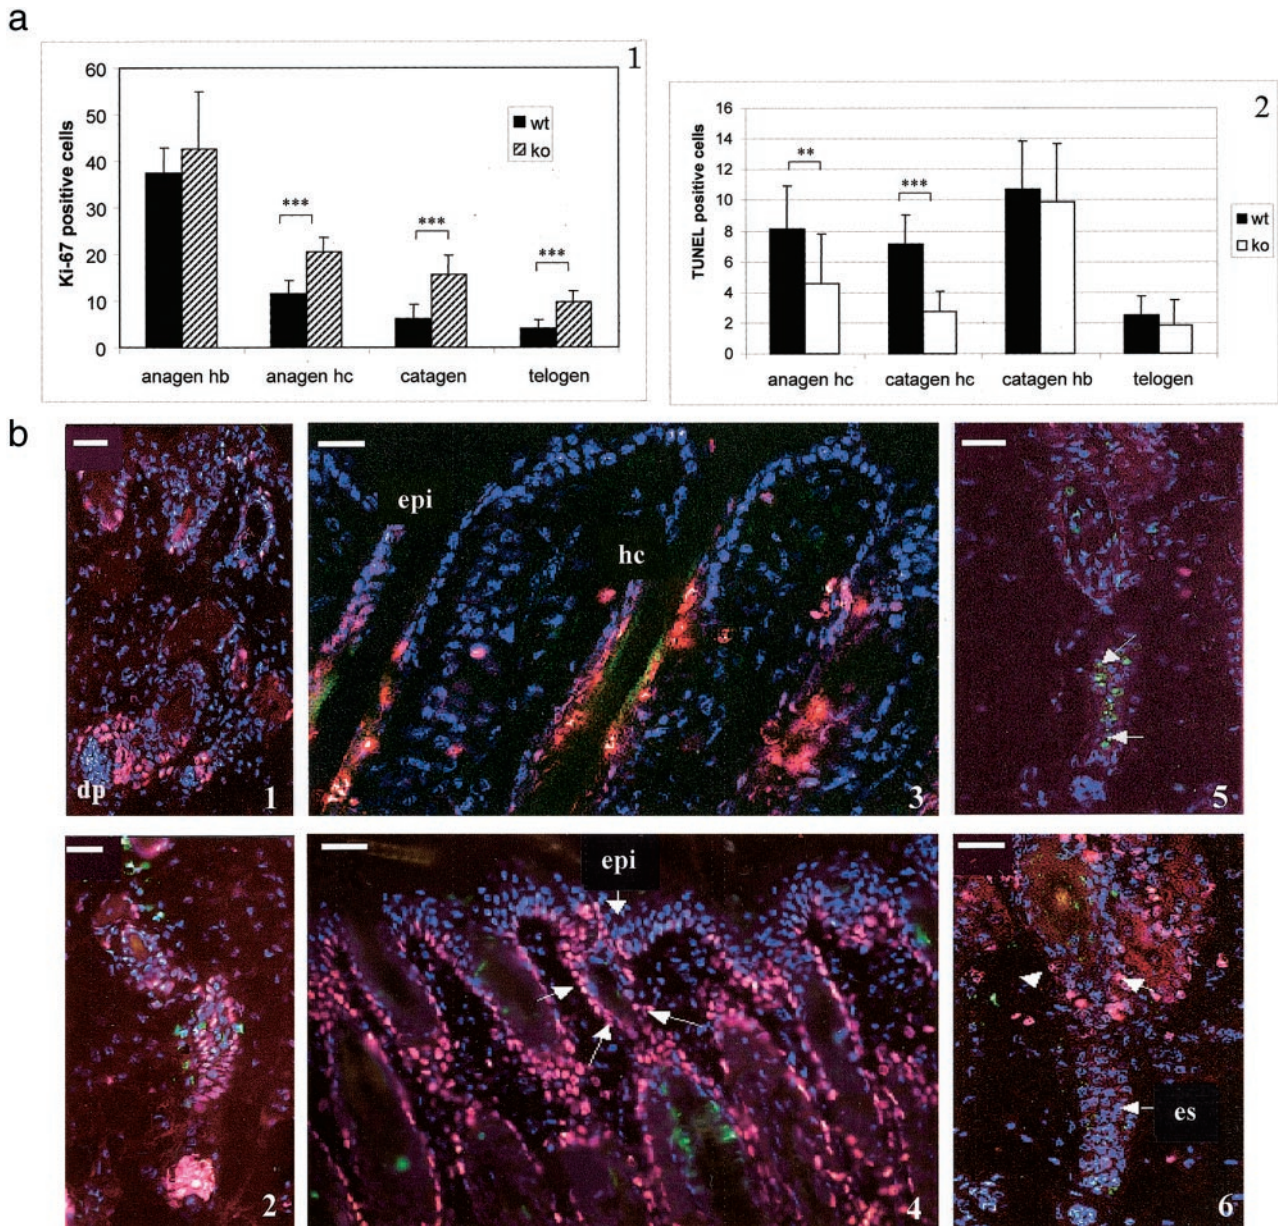 a
1
60
50
40
30
20
10
0
Ki-67 positive cells
wt
ko
***
***
***
anagen hb
anagen hc
catagen
telogen
2
16
14
12
10
8
6
4
2
0
TUNEL positive cells
**
***
wt
ko
anagen hc
catagen hc
catagen hb
telogen
b
dp
1
epi
hc
3
5
2
epi
4
es
6